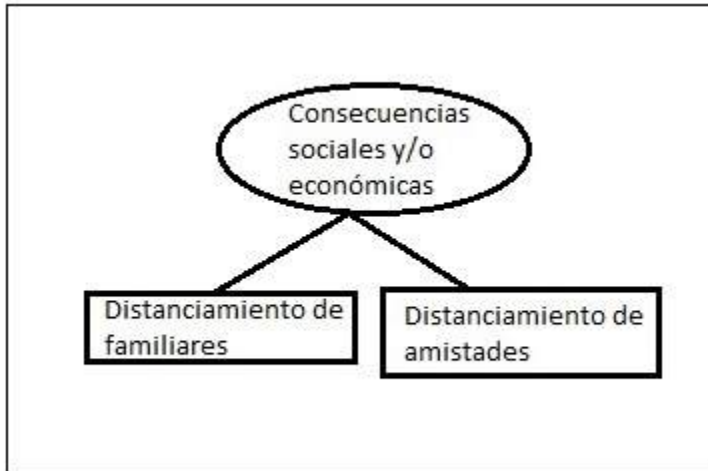 Consecuencias
sociales y/o
económicas
Distanciamiento de
familiares
Distanciamiento de
amistades